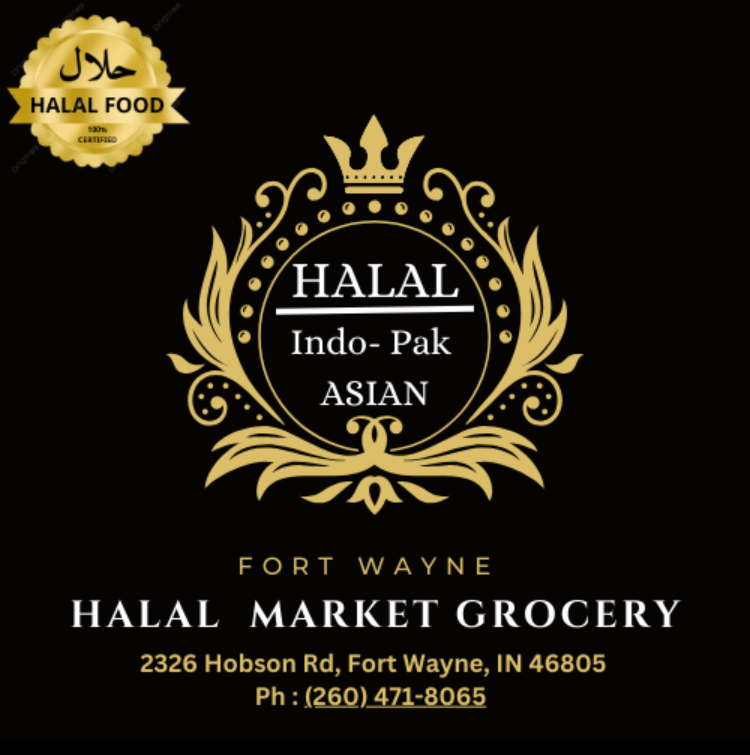 حلال
HALAL FOOD
100%
CERTIFIED
HALAL
Indo- Pak
ASIAN
FORT WAYNE
HALAL MARKET GROCERY
2326 Hobson Rd, Fort Wayne, IN 46805
Ph : (260) 471-8065